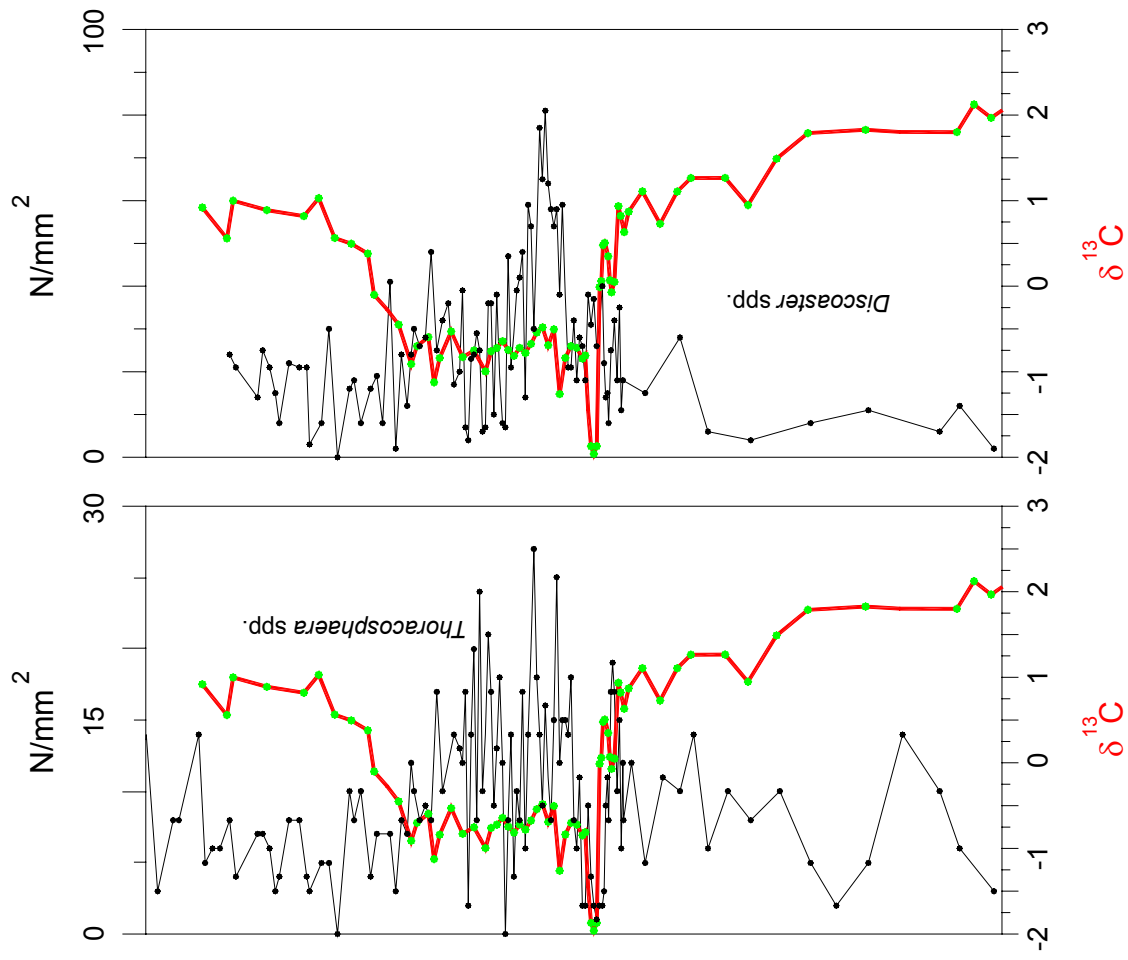 N/mm²
100
0
3
2
1
0
-1
-2
δ¹³C
Discoaster spp.
N/mm²
30
15
0
3
2
1
0
-1
-2
δ¹³C
Thoracosphaera spp.